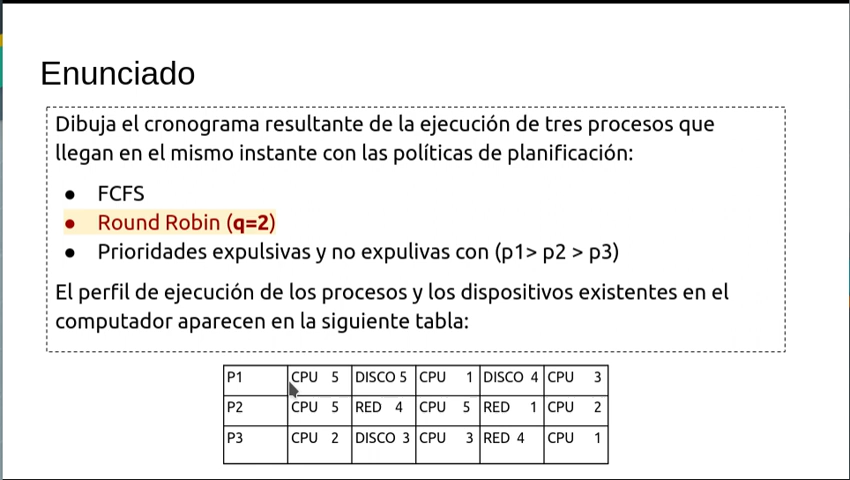 Enunciado
Dibuja el cronograma resultante de la ejecución de tres procesos que
llegan en el mismo instante con las políticas de planificación:
● FCFS
● Round Robin (q=2)
● Prioridades expulsivas y no expulivas con (p1> p2 > p3)
El perfil de ejecución de los procesos y los dispositivos existentes en el
computador aparecen en la siguiente tabla:
P1 CPU 5 DISCO 5 CPU 1 DISCO 4 CPU 3
P2 CPU 5 RED 4 CPU 5 RED 1 CPU 2
P3 CPU 2 DISCO 3 CPU 3 RED 4 CPU 1